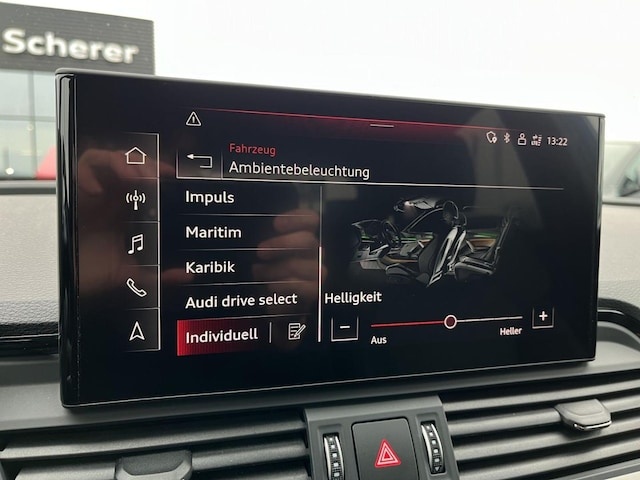 Scherer
13:22
Fahrzeug
Ambientebeleuchtung
Impuls
Maritim
Karibik
Audi drive select
Individuell
Helligkeit
Aus
Heller